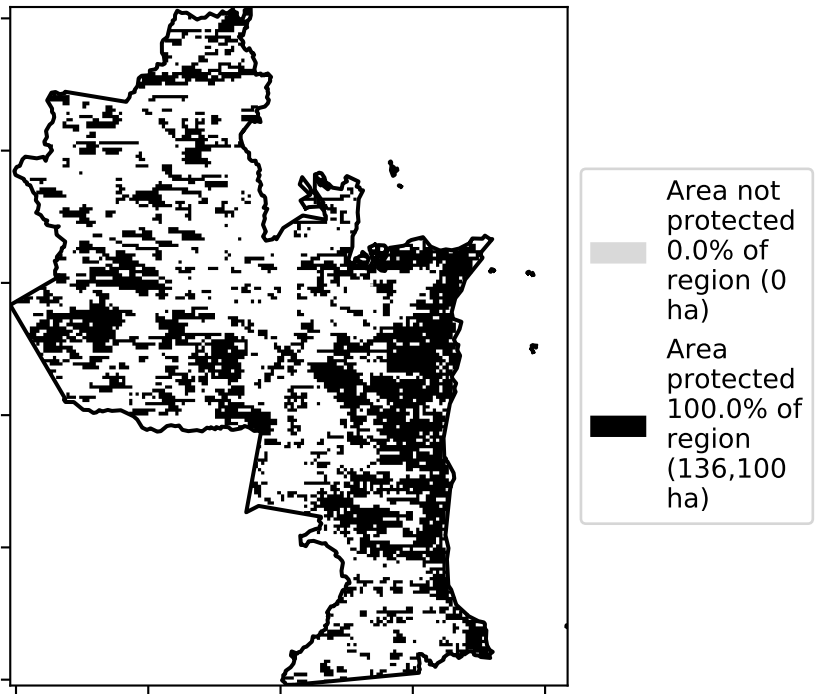 Area not
protected
0.0% of
region (0
ha)
Area
protected
100.0% of
region
(136,100
ha)